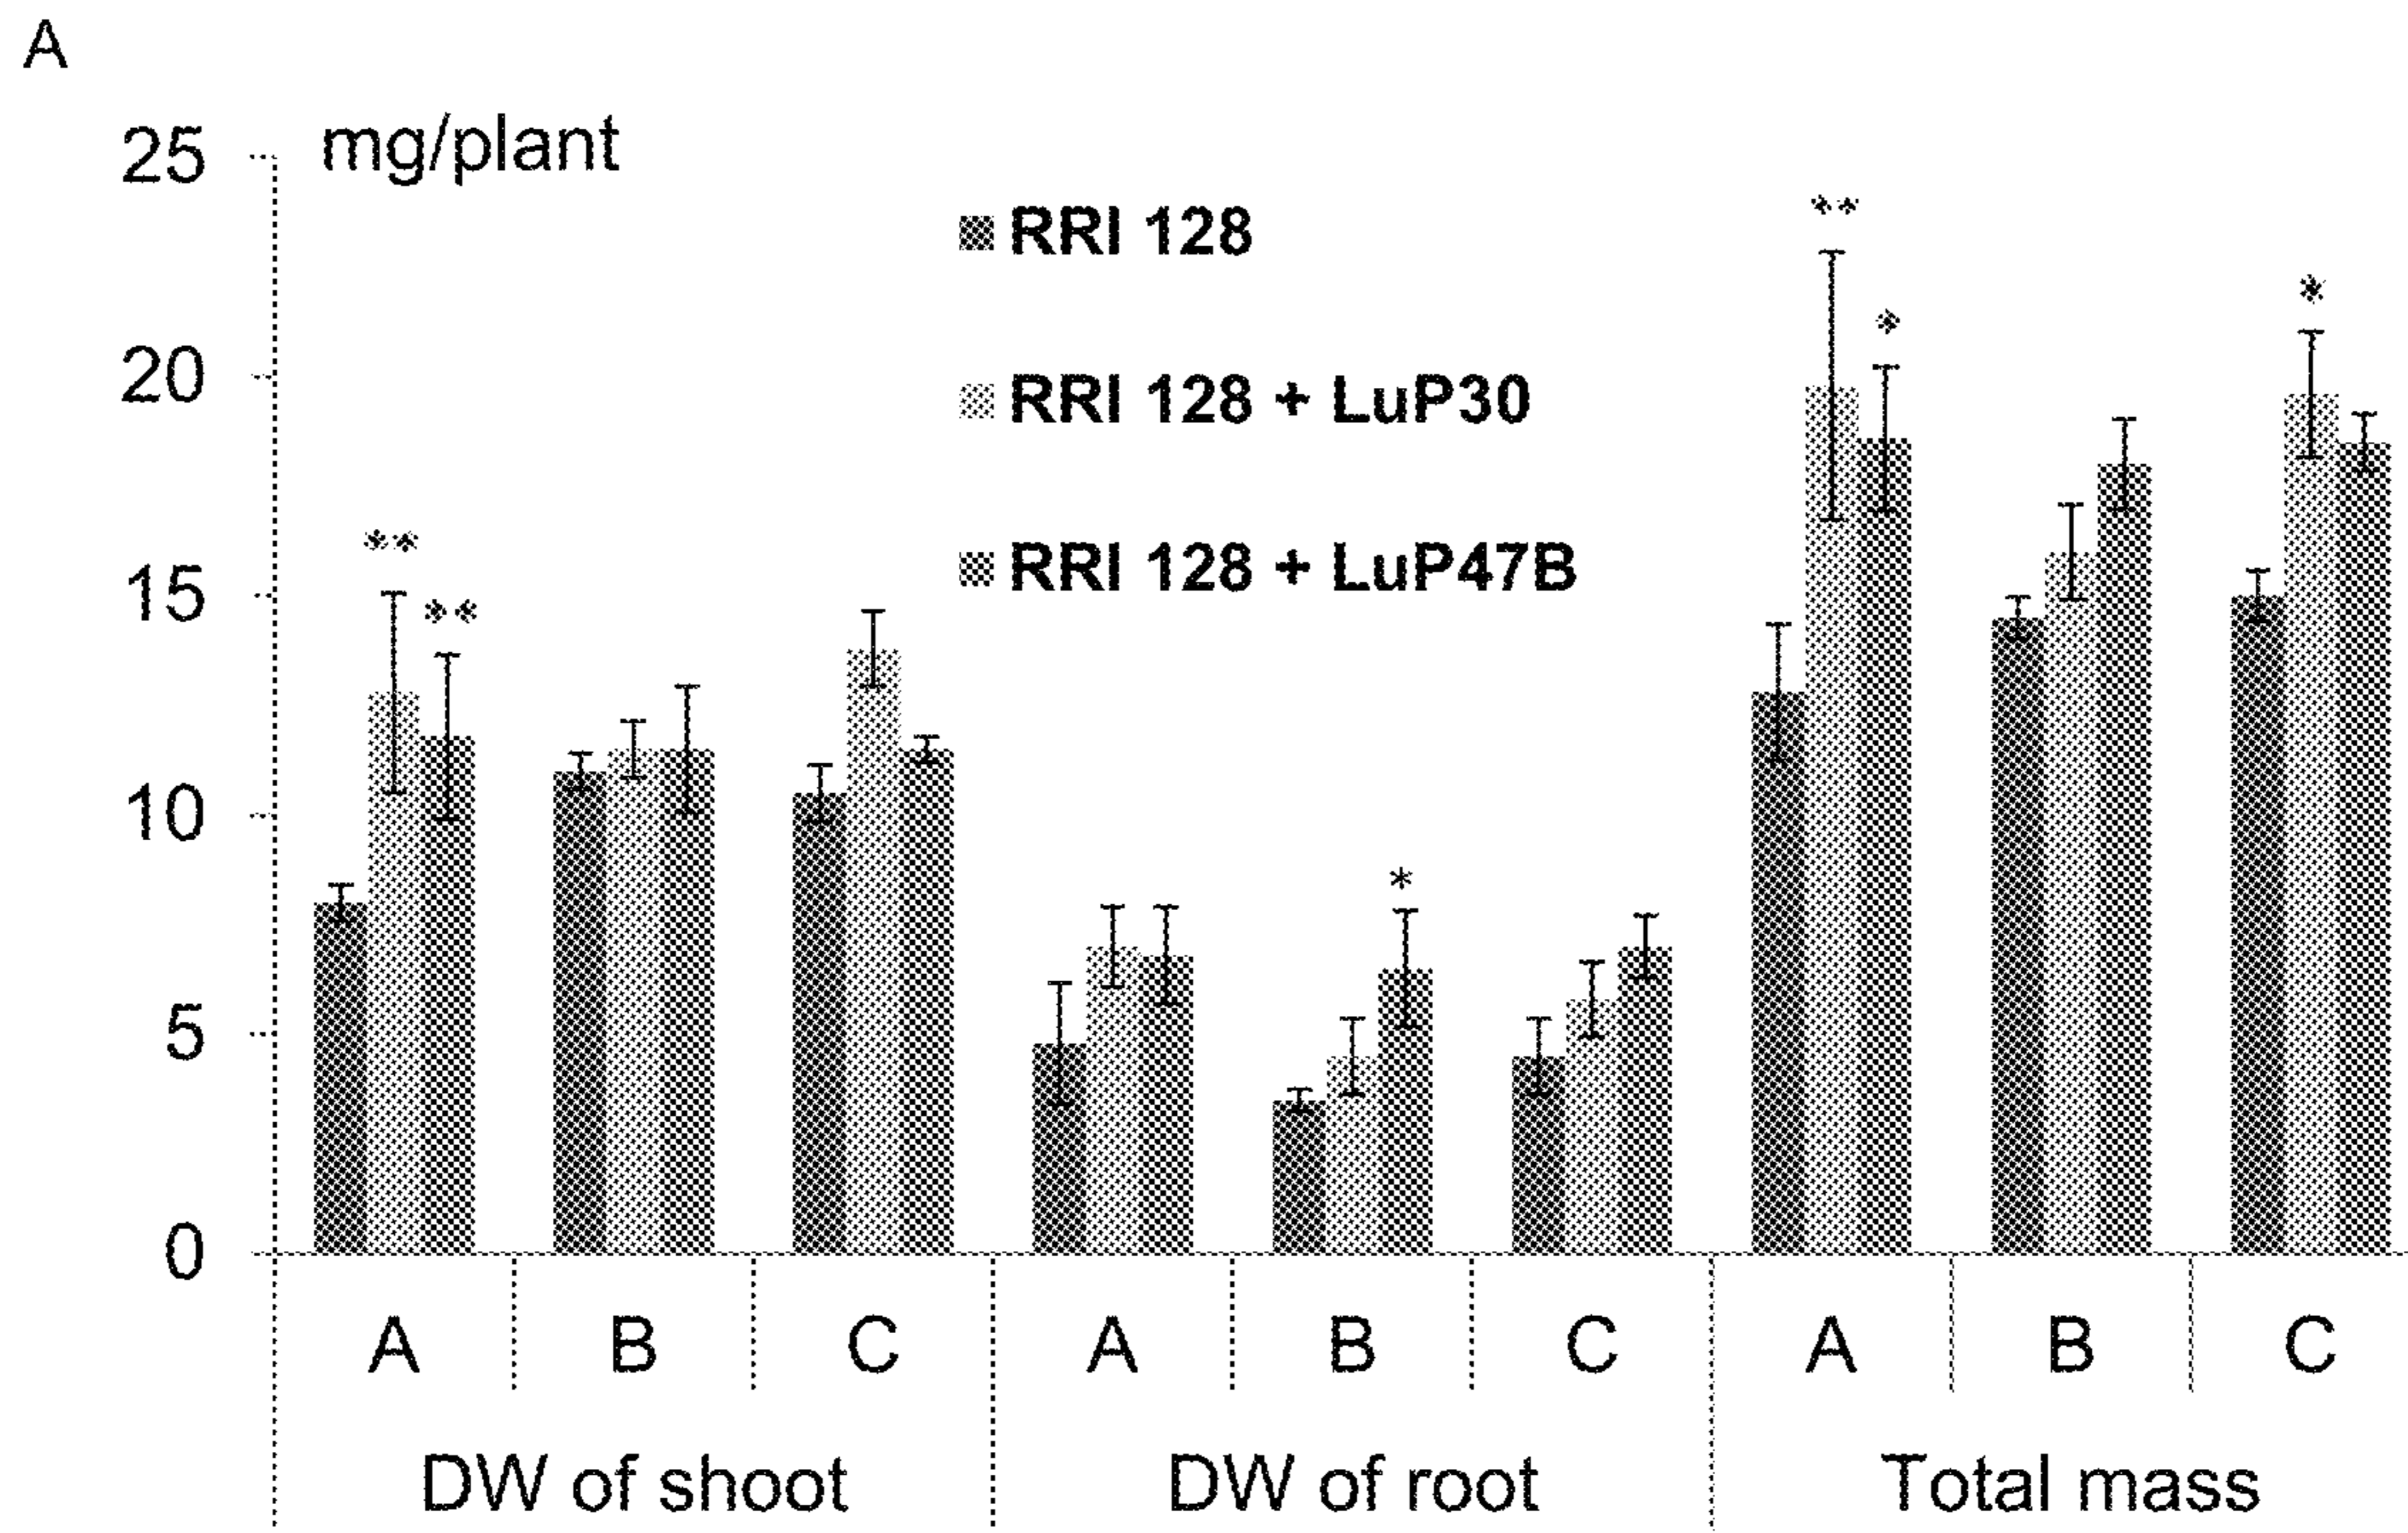 A
mg/plant
25
20
15
10
5
0
RRI 128
RRI 128 + LuP30
RRI 128 + LuP47B
**
**
*
**
*
*
A B C A B C A B C
DW of shoot DW of root Total mass